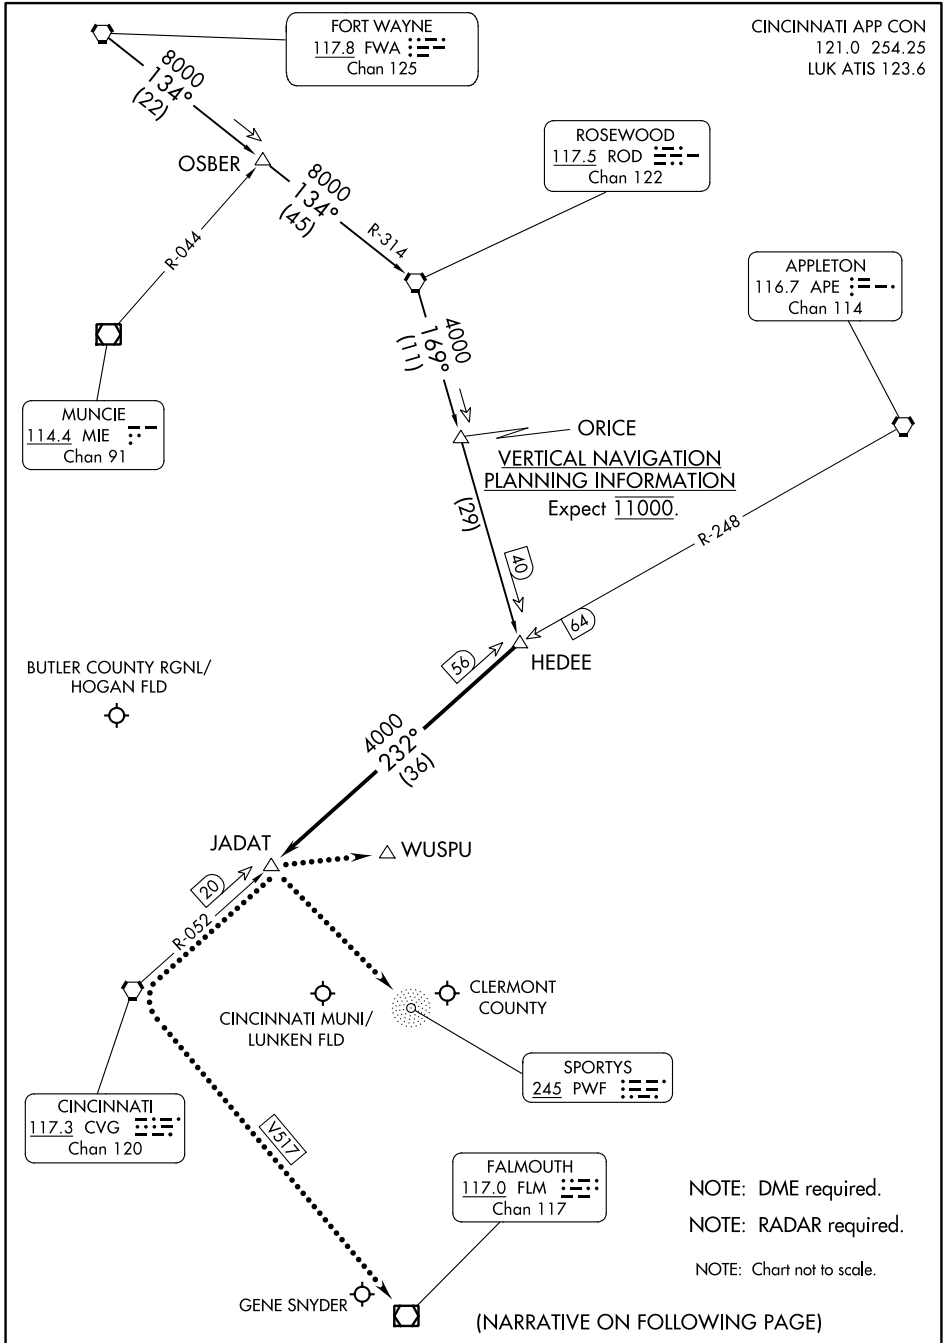 FORT WAYNE
117.8 FWA
Chan 125
CINCINNATI APP CON
121.0 254.25
LUK ATIS 123.6
8000
134°
(22)
OSBER
ROSEWOOD
117.5 ROD
Chan 122
8000
134°
(45)
R-314
R-044
APPLETON
116.7 APE
Chan 114
4000
169°
(11)
MUNCIE
114.4 MIE
Chan 91
ORICE
VERTICAL NAVIGATION
PLANNING INFORMATION
Expect 11000.
(29)
R-248
40
64
HEDEE
56
BUTLER COUNTY RGNL/
HOGAN FLD
4000
232°
(36)
JADAT
WUSPU
20
R-052
CLERMONT
COUNTY
CINCINNATI MUNI/
LUNKEN FLD
SPORTYS
245 PWF
CINCINNATI
117.3 CVG
Chan 120
V517
FALMOUTH
117.0 FLM
Chan 117
NOTE: DME required.
NOTE: RADAR required.
NOTE: Chart not to scale.
GENE SNYDER
(NARRATIVE ON FOLLOWING PAGE)